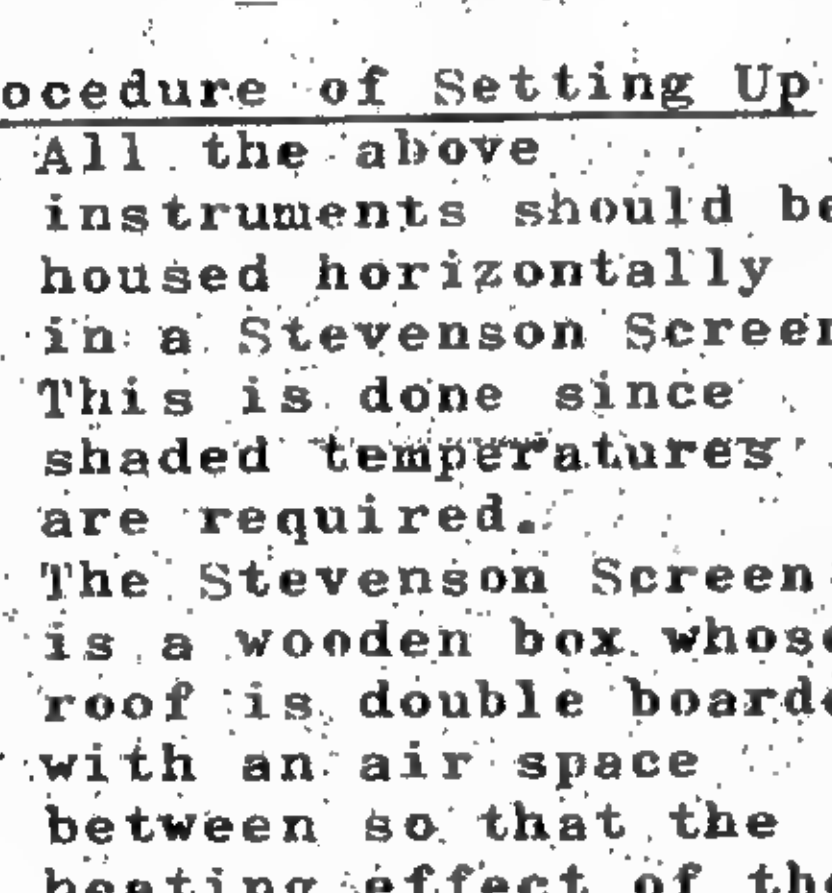 ocedure of Setting Up
All the above
instruments should be
housed horizontally
in a Stevenson Screen
This is done since
shaded temperatures
are required.
The Stevenson Screen
is a wooden box whose
roof is double boarde
with an air space
between so that the
heating effect of the